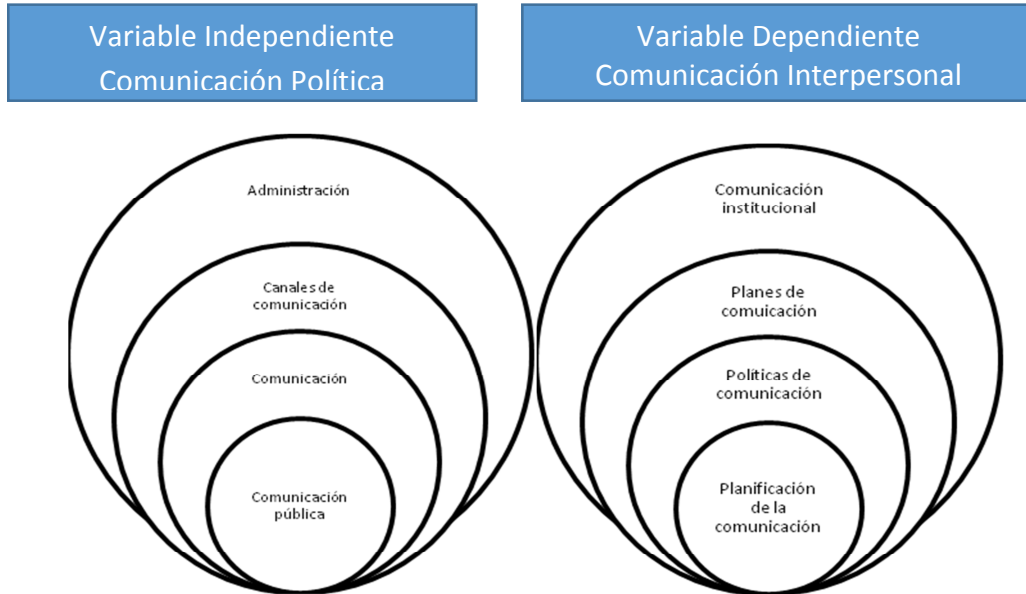 Variable Independiente
Comunicación Política
Variable Dependiente
Comunicación Interpersonal
Administración
Canales de
comunicación
Comunicación
Comunicación
pública
Comunicación
institucional
Planes de
comuicación
Políticas de
comunicación
Planificación
de la
comunicación